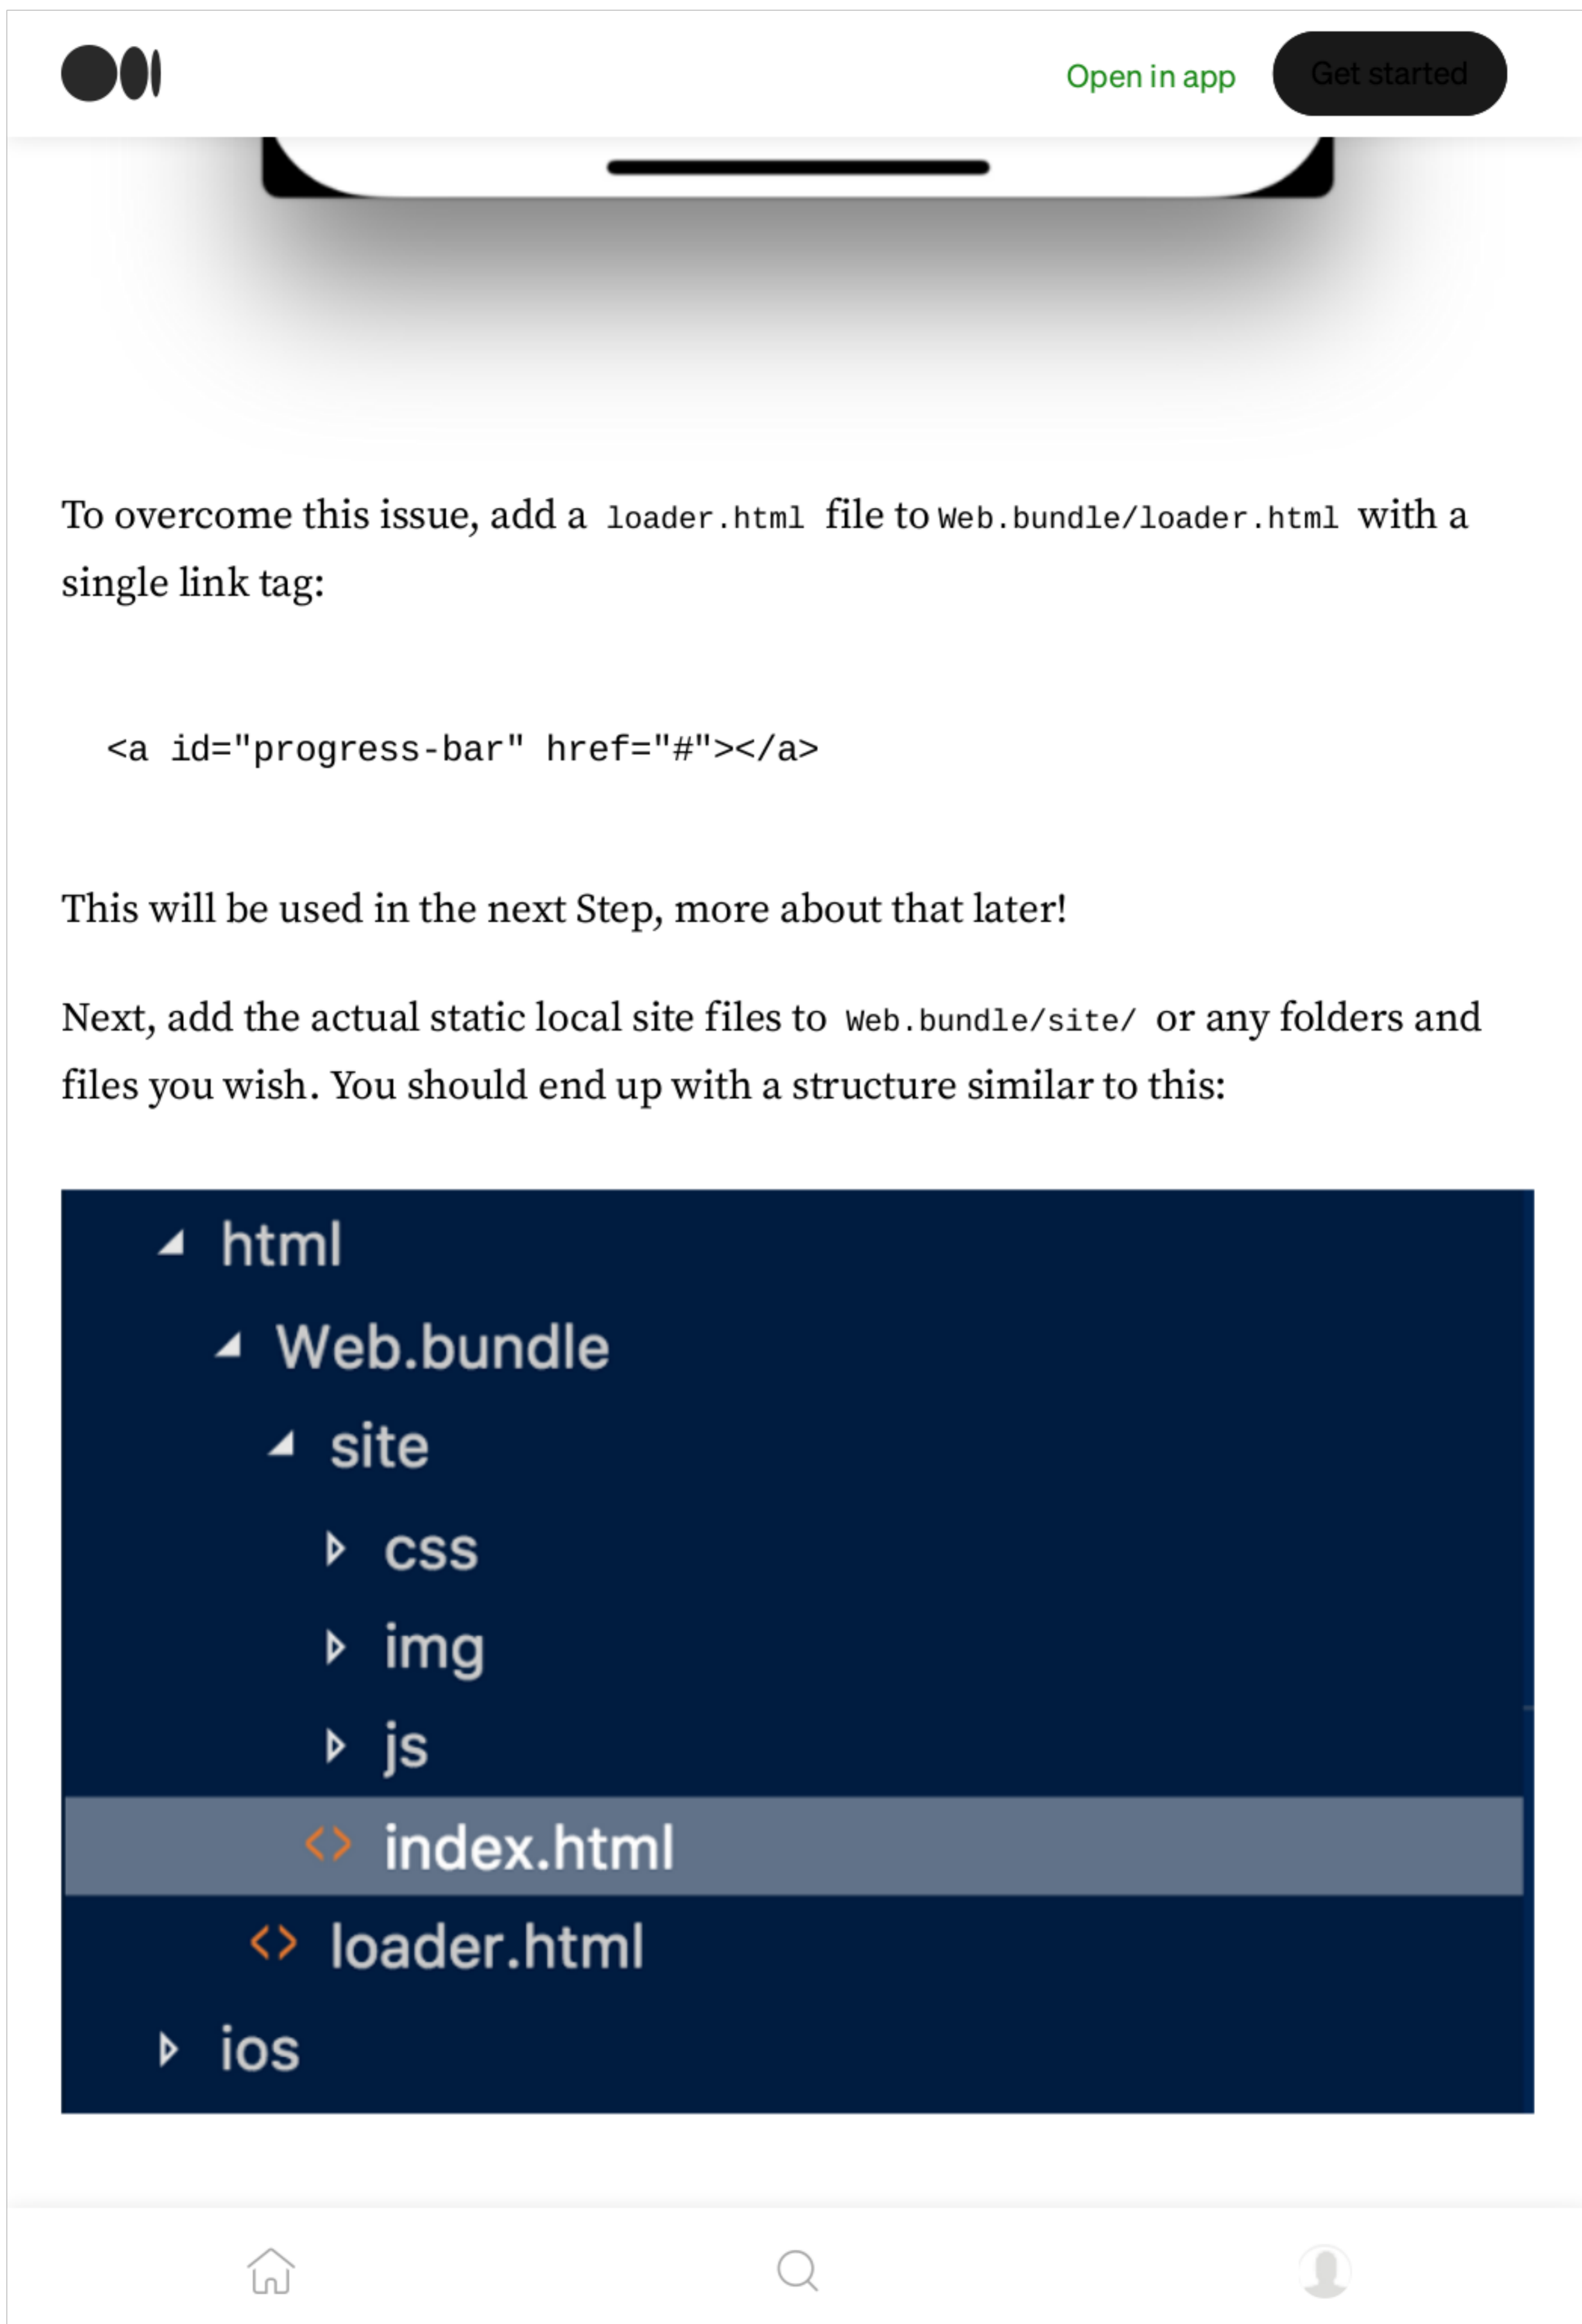 Open in app
Get started
To overcome this issue, add a loader.html file to Web.bundle/loader.html with a
single link tag:
<a id="progress-bar" href="#"></a>
This will be used in the next Step, more about that later!
Next, add the actual static local site files to Web.bundle/site/ or any folders and
files you wish. You should end up with a structure similar to this:
html
Web.bundle
site
css
img
js
index.html
loader.html
ios